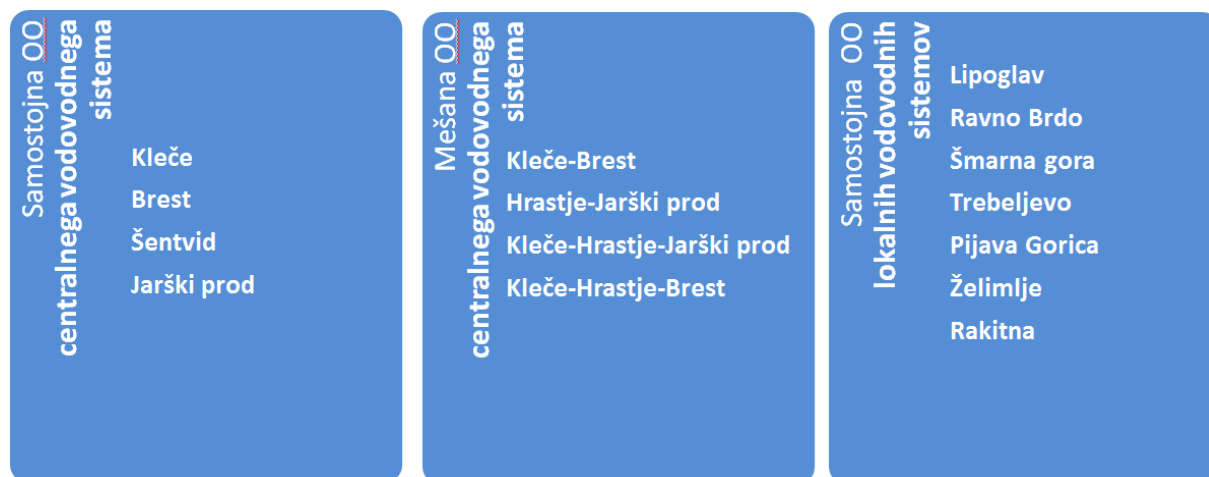 Samostojna OO
centralnega vodovodnega
sistema
Kleče
Brest
Šentvid
Jarški prod
Mešana OO
centralnega vodovodnega
sistema
Kleče-Brest
Hrastje-Jarški prod
Kleče-Hrastje-Jarški prod
Kleče-Hrastje-Brest
Samostojna OO
lokalnih vodovodnih
sistemov
Lipoglav
Ravno Brdo
Šmarna gora
Trebeljevo
Pijava Gorica
Želimlje
Rakitna